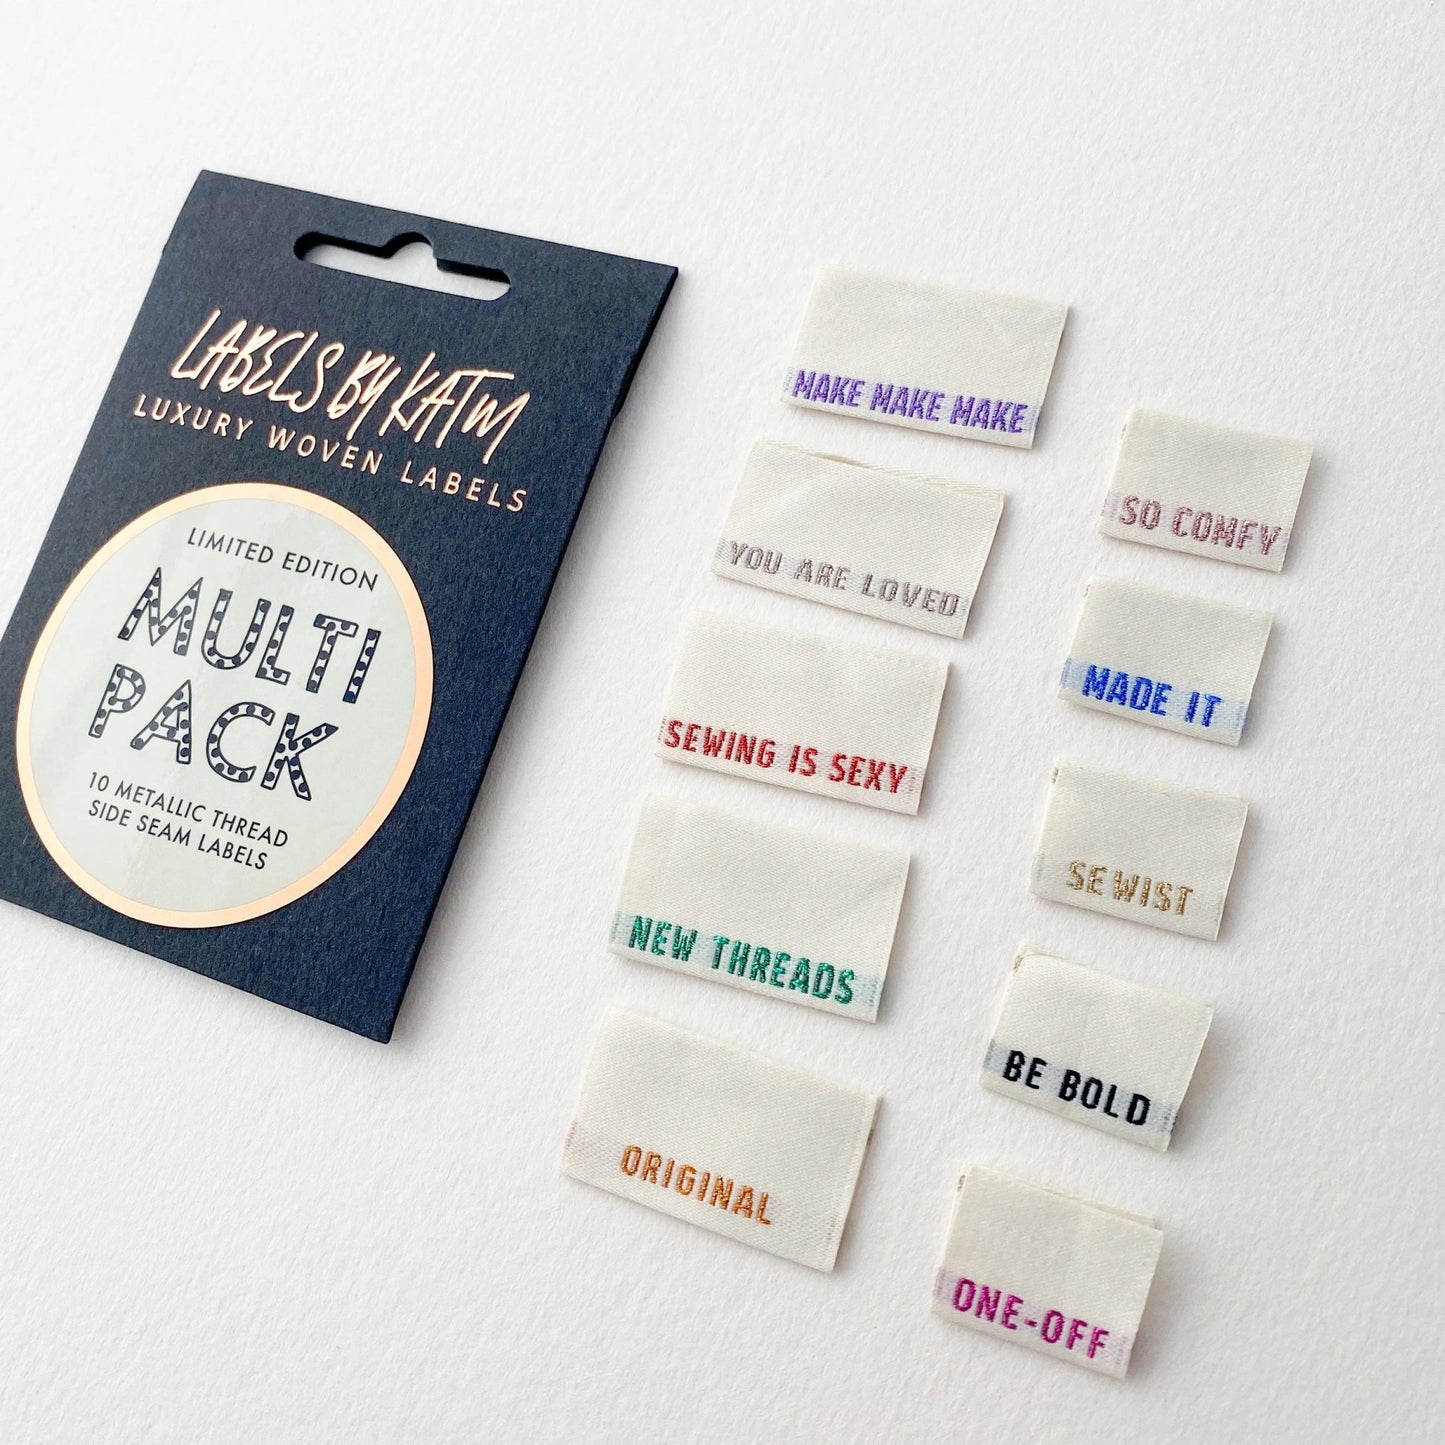 LABELS BY KATM
LUXURY WOVEN LABELS
LIMITED EDITION
MULTI
PACK
10 METALLIC THREAD
SIDE SEAM LABELS
MAKE MAKE MAKE
YOU ARE LOVED
SEWING IS SEXY
NEW THREADS
ORIGINAL
SO COMFY
MADE IT
SEWIST
BE BOLD
ONE-OFF